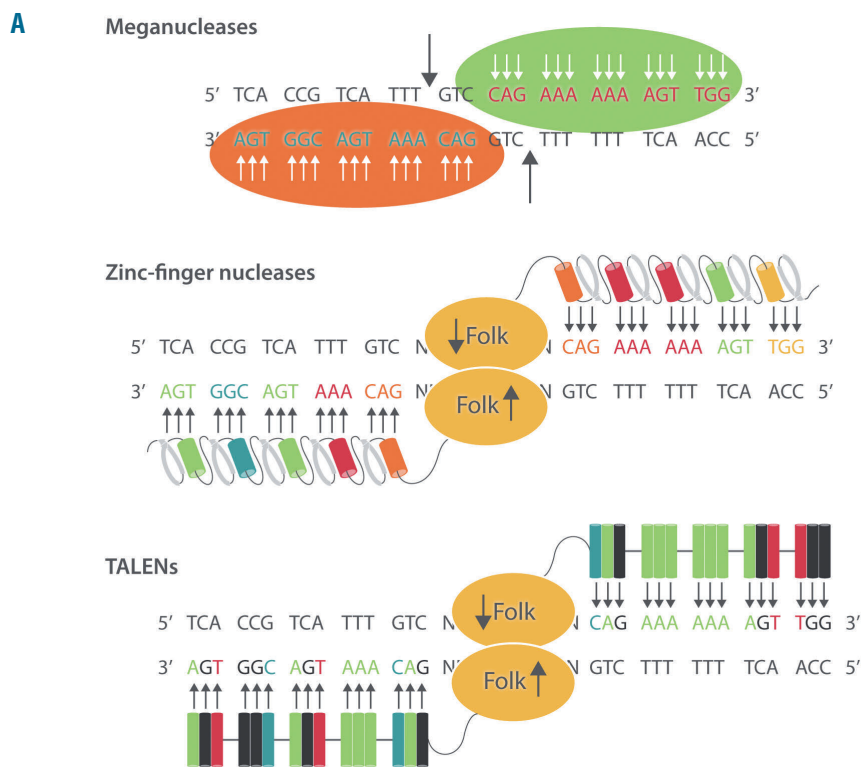 A
Meganucleases
5′ TCA CCG TCA TTT GTC CAG AAA AAA AGT TGG 3′
3′ AGT GGC AGT AAA CAG GTC TTT TTT TCA ACC 5′
Zinc-finger nucleases
Folk
5′ TCA CCG TCA TTT GTC N N CAG AAA AAA AGT TGG 3′
3′ AGT GGC AGT AAA CAG N N GTC TTT TTT TCA ACC 5′
Folk
TALENs
Folk
5′ TCA CCG TCA TTT GTC N N CAG AAA AAA AGT TGG 3′
3′ AGT GGC AGT AAA CAG N N GTC TTT TTT TCA ACC 5′
Folk